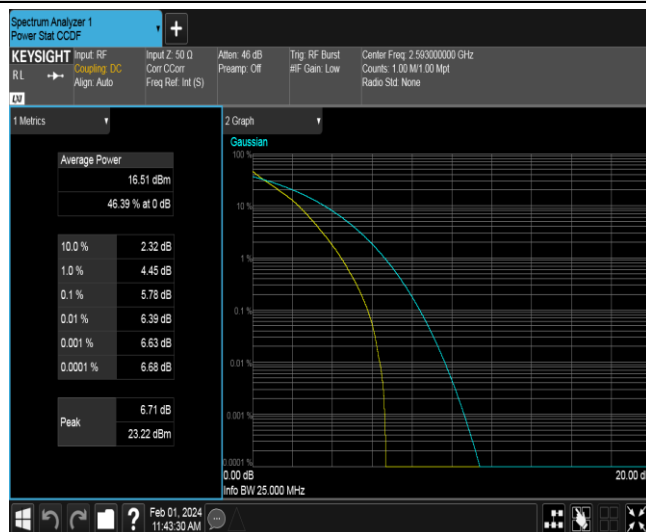 Spectrum Analyzer 1
Power Stat CCDF
KEYSIGHT
RL
LXI
Input: RF
Coupling: DC
Align: Auto
Input Z: 50 Ω
Corr CCorr
Freq Ref: Int (S)
Atten: 46 dB
Preamp: Off
Trig: RF Burst
#IF Gain: Low
Center Freq: 2.593000000 GHz
Counts: 1.00 M/1.00 Mpt
Radio Std: None
1 Metrics
Average Power
16.51 dBm
46.39 % at 0 dB
10.0 % 2.32 dB
1.0 % 4.45 dB
0.1 % 5.78 dB
0.01 % 6.39 dB
0.001 % 6.63 dB
0.0001 % 6.68 dB
Peak 6.71 dB
23.22 dBm
2 Graph
Gaussian
100 %
10 %
1 %
0.1 %
0.01 %
0.001 %
0.0001 %
0.00 dB
20.00 d
Info BW 25.000 MHz
?
Feb 01, 2024
11:43:30 AM